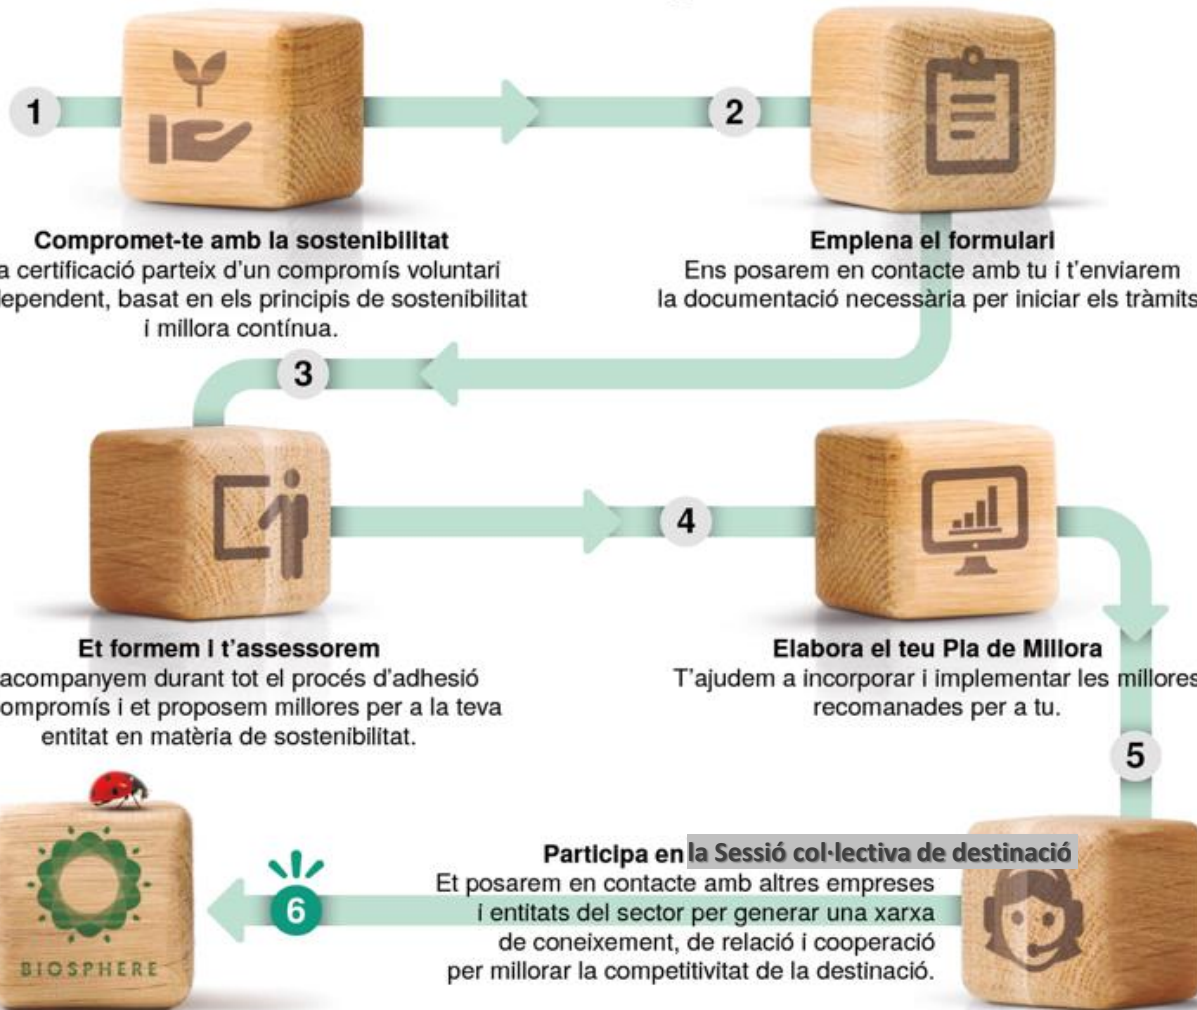 1
2
Compromet-te amb la sostenibilitat
a certificació parteix d'un compromís voluntari
dependent, basat en els principis de sostenibilitat
i millora contínua.
Emplena el formulari
Ens posarem en contacte amb tu i t'enviarem
la documentació necessària per iniciar els tràmits
3
4
Et formem i t'assessorem
acompanyem durant tot el procés d'adhesió
ompromís i et proposem millores per a la teva
entitat en matèria de sostenibilitat.
Elabora el teu Pla de Millora
T'ajudem a incorporar i implementar les millores
recomanades per a tu.
5
Participa en la Sessió col·lectiva de destinació
Et posarem en contacte amb altres empreses
i entitats del sector per generar una xarxa
de coneixement, de relació i cooperació
per millorar la competitivitat de la destinació.
6
BIOSPHERE